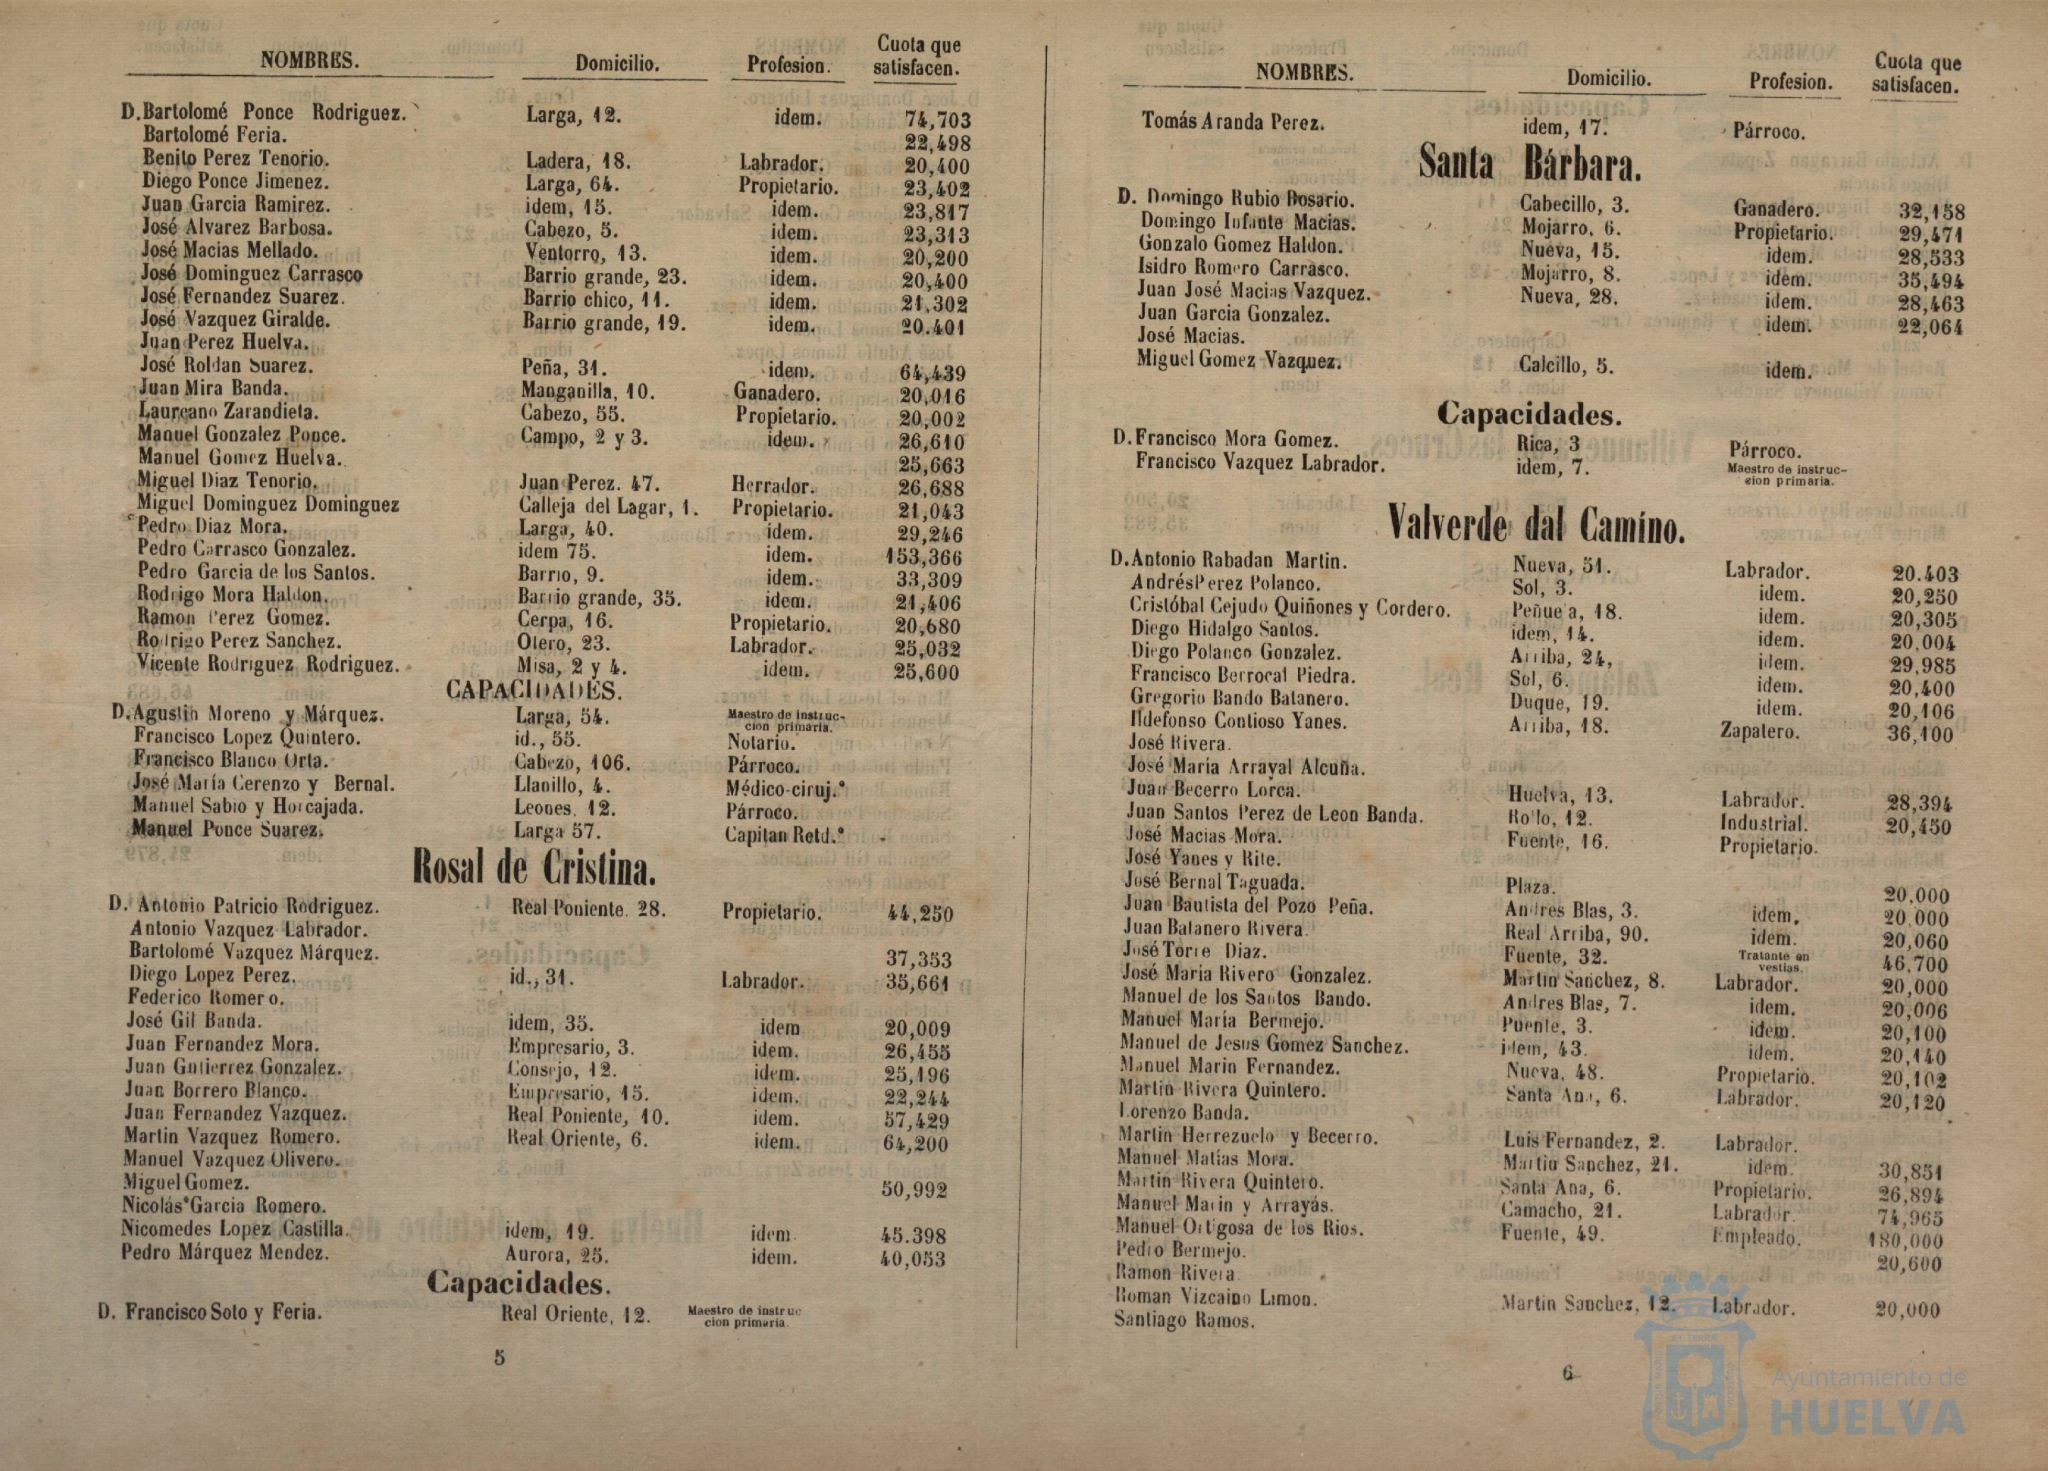 NOMBRES. Domicilio. Profesion. Cuota que satisfacen.
D. Bartolomé Ponce Rodriguez. Larga, 12. idem. 74,703
Bartolomé Feria. 22,498
Benito Perez Tenorio. Ladera, 18. Labrador. 20,400
Diego Ponce Jimenez. Larga, 64. Propietario. 23,402
Juan Garcia Ramirez. idem, 15. idem. 23,817
José Alvarez Barbosa. Cabezo, 5. idem. 23,313
José Macias Mellado. Ventorro, 13. idem. 20,200
José Dominguez Carrasco Barrio grande, 23. idem. 20,400
José Fernandez Suarez. Barrio chico, 11. idem. 21,302
José Vazquez Giralde. Barrio grande, 19. idem. 20.401
Juan Perez Huelva.
José Roldan Suarez. Peña, 31. idem. 64,439
Juan Mira Banda. Manganilla, 10. Ganadero. 20,016
Laureano Zarandieta. Cabezo, 55. Propietario. 20,002
Manuel Gonzalez Ponce. Campo, 2 y 3. idem. 26,610
Manuel Gomez Huelva. 25,663
Miguel Diaz Tenorio. Juan Perez. 47. Herrador. 26,688
Miguel Dominguez Dominguez Calleja del Lagar, 1. Propietario. 21,043
Pedro Diaz Mora. Larga, 40. idem. 29,246
Pedro Carrasco Gonzalez. idem 75. idem. 153,366
Pedro Garcia de los Santos. Barrio, 9. idem. 33,309
Rodrigo Mora Haldon. Barrio grande, 35. idem. 21,406
Ramon Perez Gomez. Cerpa, 16. Propietario. 20,680
Rodrigo Perez Sanchez. Otero, 23. Labrador. 25,032
Vicente Rodriguez Rodriguez. Misa, 2 y 4. idem. 25,600
CAPACIDADES.
D. Agustin Moreno y Márquez. Larga, 54. Maestro de instruc-cion primaria.
Francisco Lopez Quintero. id., 55. Notario.
Francisco Blanco Orta. Cabezo, 106. Párroco.
José María Cerenzo y Bernal. Llanillo, 4. Médico-ciruj.º
Manuel Sabio y Horcajada. Leones, 12. Párroco.
Manuel Ponce Suarez. Larga 57. Capitan Retd.º
Rosal de Cristina.
D. Antonio Patricio Rodriguez. Real Poniente. 28. Propietario. 44,250
Antonio Vazquez Labrador.
Bartolomé Vazquez Márquez. 37,353
Diego Lopez Perez. id., 31. Labrador. 35,661
Federico Romero.
José Gil Banda. idem, 35. idem 20,009
Juan Fernandez Mora. Empresario, 3. idem. 26,455
Juan Gutierrez Gonzalez. Consejo, 12. idem. 25,196
Juan Borrero Blanco. Empresario, 15. idem. 22,244
Juan Fernandez Vazquez. Real Poniente, 10. idem. 57,429
Martin Vazquez Romero. Real Oriente, 6. idem. 64,200
Manuel Vazquez Olivero.
Miguel Gomez. 50,992
Nicolás Garcia Romero.
Nicomedes Lopez Castilla. idem, 19. idem. 45.398
Pedro Márquez Mendez. Aurora, 25. idem. 40,053
Capacidades.
D. Francisco Soto y Feria. Real Oriente, 12. Maestro de instruc cion primaria.
5
NOMBRES. Domicilio. Profesion. Cuota que satisfacen.
Tomás Aranda Perez. idem, 17. Párroco.
Santa Bárbara.
D. Domingo Rubio Rosario. Cabecillo, 3. Ganadero. 32,158
Domingo Infante Macias. Mojarro, 6. Propietario. 29,471
Gonzalo Gomez Haldon. Nueva, 15. idem. 28,533
Isidro Romero Carrasco. Mojarro, 8. idem. 35,494
Juan José Macias Vazquez. Nueva, 28. idem. 28,463
Juan Garcia Gonzalez. idem. 22,064
José Macias.
Miguel Gomez Vazquez. Calcillo, 5. idem.
Capacidades.
D. Francisco Mora Gomez. Rica, 3 Párroco.
Francisco Vazquez Labrador. idem, 7. Maestro de instruc-cion primaria.
Valverde dal Camino.
D. Antonio Rabadan Martin. Nueva, 51. Labrador. 20.403
Andrés Perez Polanco. Sol, 3. idem. 20,250
Cristóbal Cejudo Quiñones y Cordero. Peñue a, 18. idem. 20,305
Diego Hidalgo Santos. idem, 14. idem. 20,004
Diego Polanco Gonzalez. Arriba, 24, idem. 29,985
Francisco Berrocal Piedra. Sol, 6. idem. 20,400
Gregorio Bando Batanero. Duque, 19. idem. 20,106
Ildefonso Contioso Yanes. Arriba, 18. Zapatero. 36,100
José Rivera.
José María Arrayal Alcuña.
Juan Becerro Lorca. Huelva, 13. Labrador. 28,394
Juan Santos Perez de Leon Banda. Rollo, 12. Industrial. 20,450
José Macias Mora. Fuente, 16. Propietario.
José Yanes y Rite.
José Bernal Taguada. Plaza. 20,000
Juan Bautista del Pozo Peña. Andres Blas, 3. idem. 20,000
Juan Batanero Rivera. Real Arriba, 90. idem. 20,060
José Torre Diaz. Fuente, 32. Tratante en vestias. 46,700
José Maria Rivero Gonzalez. Martin Sanchez, 8. Labrador. 20,000
Manuel de los Santos Bando. Andres Blas, 7. idem. 20,006
Manuel María Bermejo. Puente, 3. idem. 20,100
Manuel de Jesus Gomez Sanchez. idem, 43. idem. 20,140
Manuel Marin Fernandez. Nueva, 48. Propietario. 20,102
Martin Rivera Quintero. Santa Ana, 6. Labrador. 20,120
Lorenzo Banda.
Martin Herrezuelo y Becerro. Luis Fernandez, 2. Labrador.
Manuel Matías Mora. Martin Sanchez, 21. idem. 30,851
Martin Rivera Quintero. Santa Ana, 6. Propietario. 26,894
Manuel Marin y Arrayás. Camacho, 21. Labrador. 74,965
Manuel Ortigosa de los Rios. Fuente, 49. Empleado. 180,000
Pedro Bermejo. 20,600
Ramon Rivera
Roman Vizcaino Limon. Martin Sanchez, 12. Labrador. 20,000
Santiago Ramos.
6
Ayuntamiento de
HUELVA